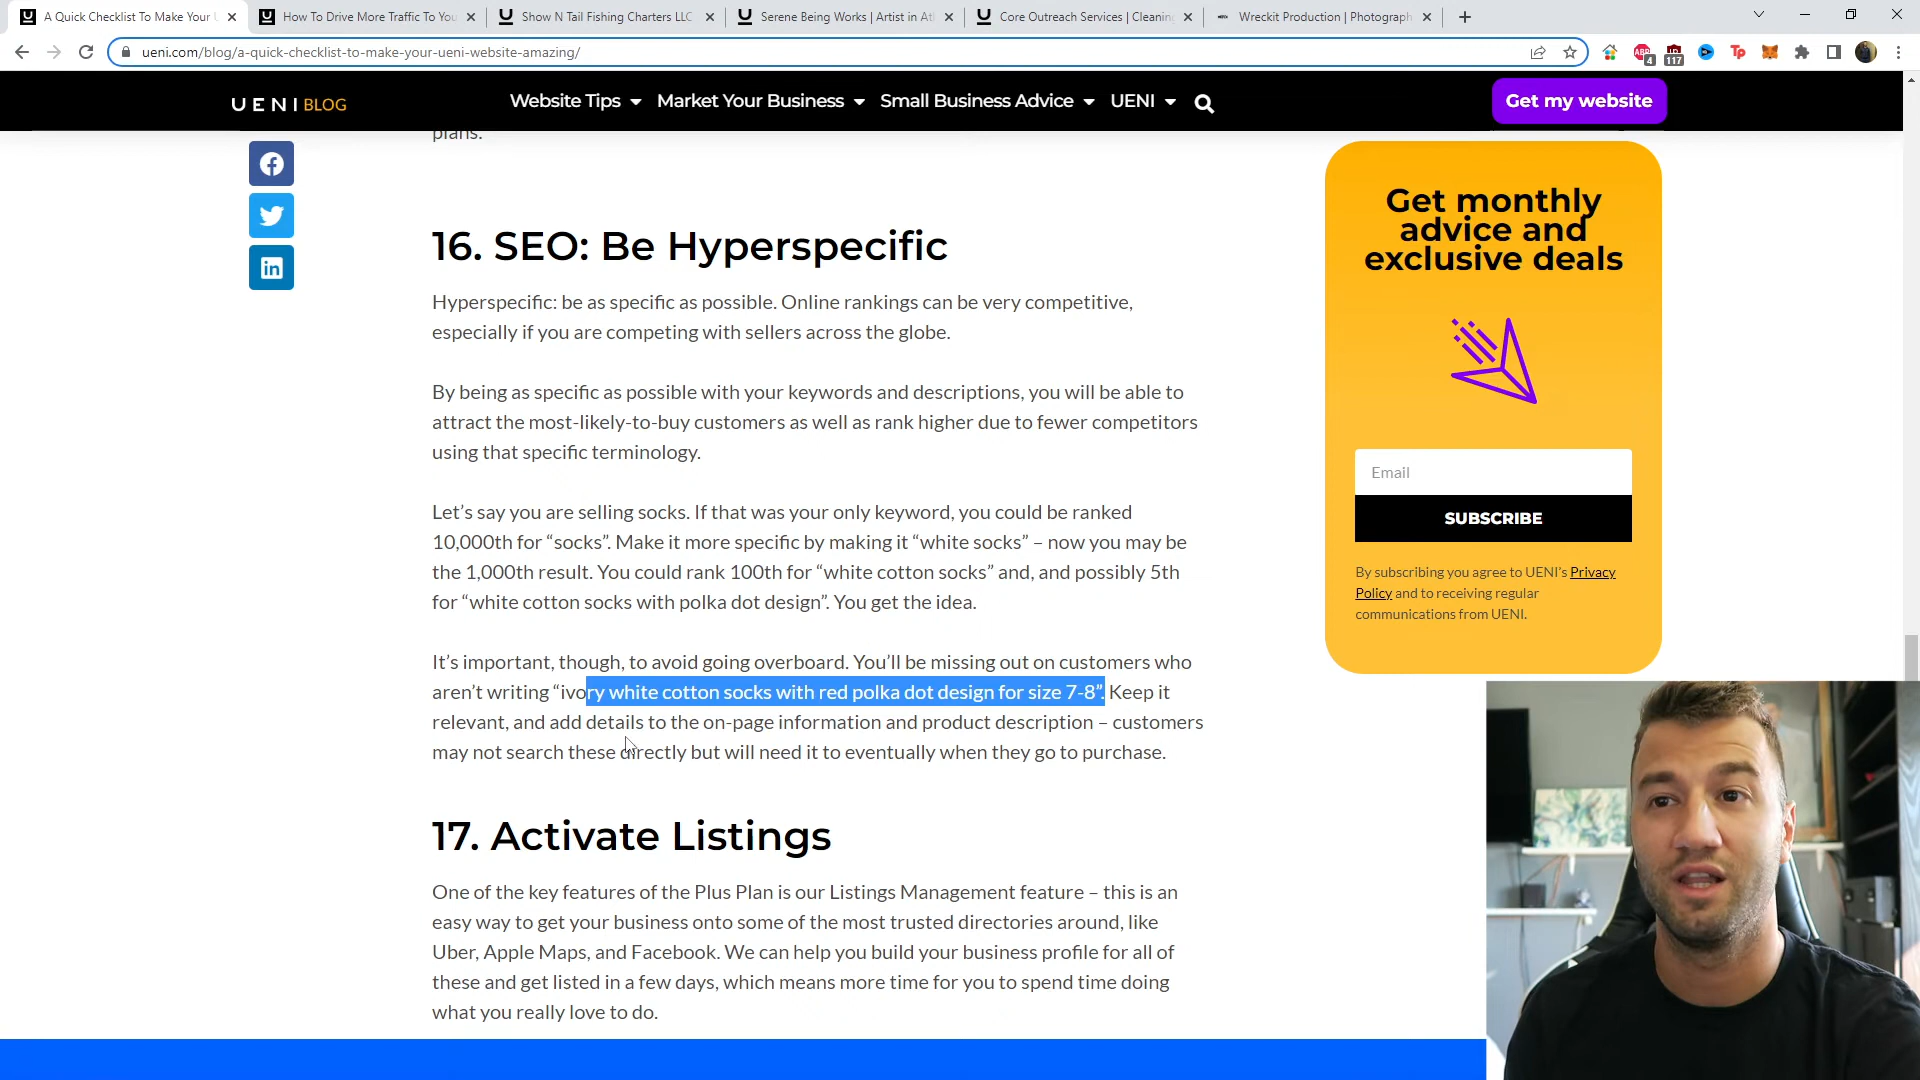 A Quick Checklist To Make Your U
How To Drive More Traffic To You
Show N Tail Fishing Charters LLC
Serene Being Works | Artist in Atl
Core Outreach Services | Cleaning
Wreckit Production | Photograph
ueni.com/blog/a-quick-checklist-to-make-your-ueni-website-amazing/
4
117
Tp
UENI BLOG
Website Tips
Market Your Business
Small Business Advice
UENI
Get my website
plans.
16. SEO: Be Hyperspecific
Hyperspecific: be as specific as possible. Online rankings can be very competitive,
especially if you are competing with sellers across the globe.
By being as specific as possible with your keywords and descriptions, you will be able to
attract the most-likely-to-buy customers as well as rank higher due to fewer competitors
using that specific terminology.
Let’s say you are selling socks. If that was your only keyword, you could be ranked
10,000th for “socks”. Make it more specific by making it “white socks” – now you may be
the 1,000th result. You could rank 100th for “white cotton socks” and, and possibly 5th
for “white cotton socks with polka dot design”. You get the idea.
It’s important, though, to avoid going overboard. You’ll be missing out on customers who
aren’t writing “ivory white cotton socks with red polka dot design for size 7-8”. Keep it
relevant, and add details to the on-page information and product description – customers
may not search these directly but will need it to eventually when they go to purchase.
17. Activate Listings
One of the key features of the Plus Plan is our Listings Management feature – this is an
easy way to get your business onto some of the most trusted directories around, like
Uber, Apple Maps, and Facebook. We can help you build your business profile for all of
these and get listed in a few days, which means more time for you to spend time doing
what you really love to do.
Get monthly
advice and
exclusive deals
Email
SUBSCRIBE
By subscribing you agree to UENI’s Privacy
Policy and to receiving regular
communications from UENI.